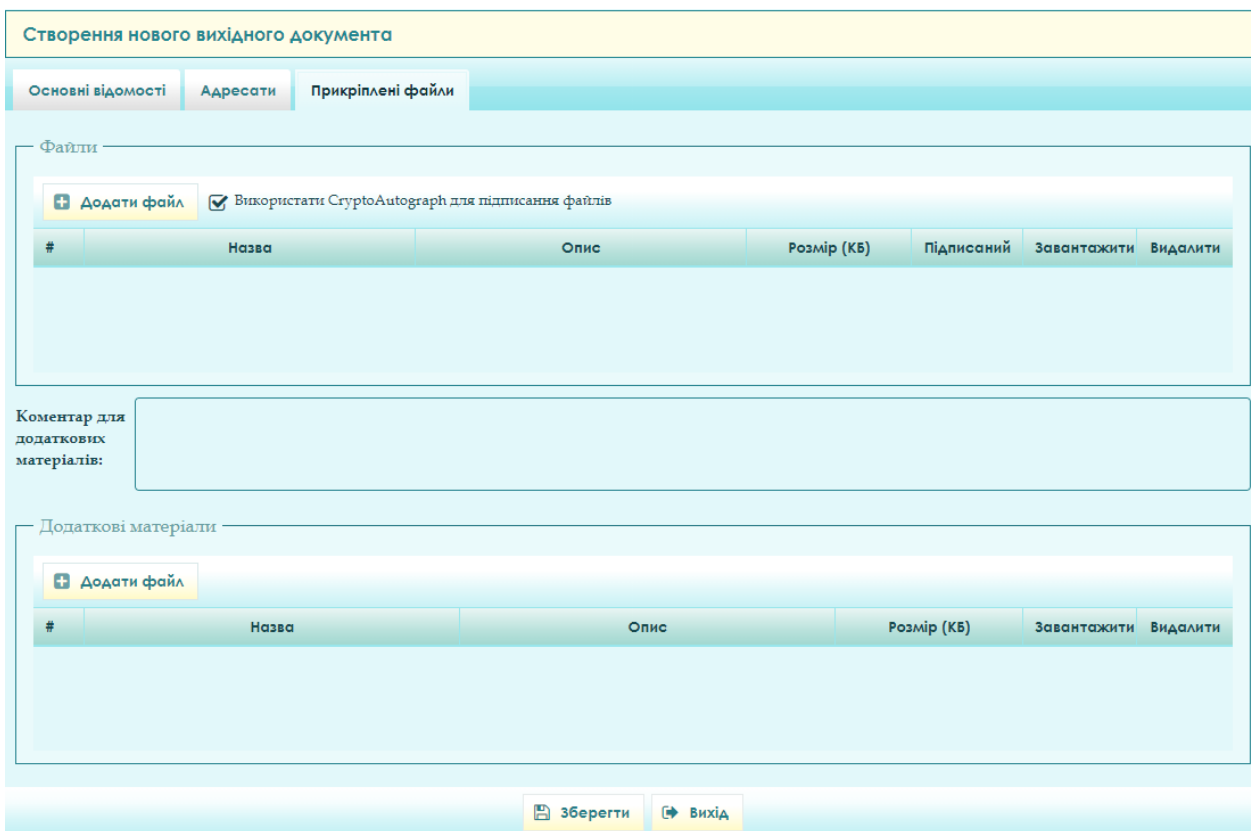 Створення нового вихідного документа
Основні відомості Адресати Прикріплені файли
Файли
Додати файл Використати CryptoAutograph для підписання файлів
# Назва Опис Розмір (КБ) Підписаний Завантажити Видалити
Коментар для
додаткових
матеріалів:
Додаткові матеріали
Додати файл
# Назва Опис Розмір (КБ) Завантажити Видалити
Зберегти Вихід